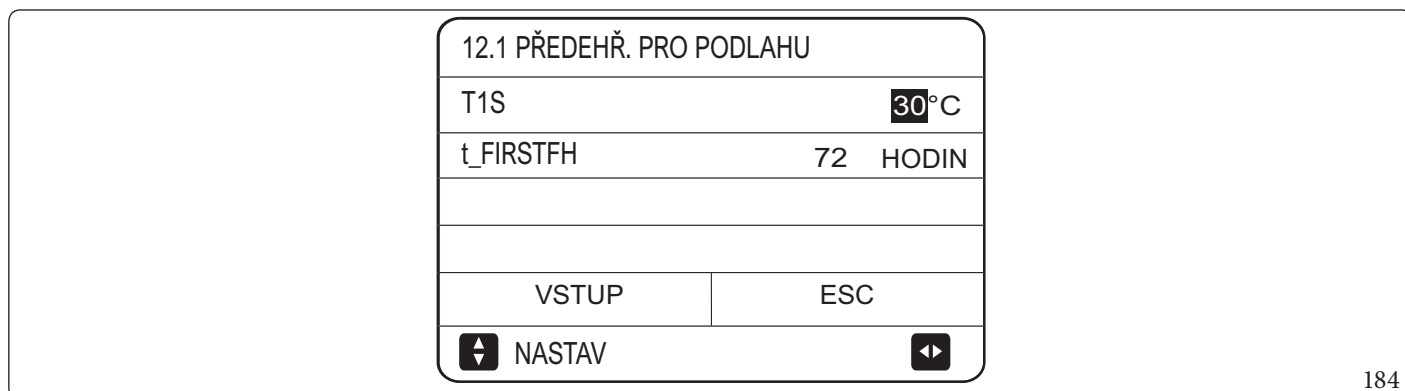 12.1 PŘEDEHŘ. PRO PODLAHU
T1S 30°C
t_FIRSTFH 72 HODIN
VSTUP ESC
NASTAV
184